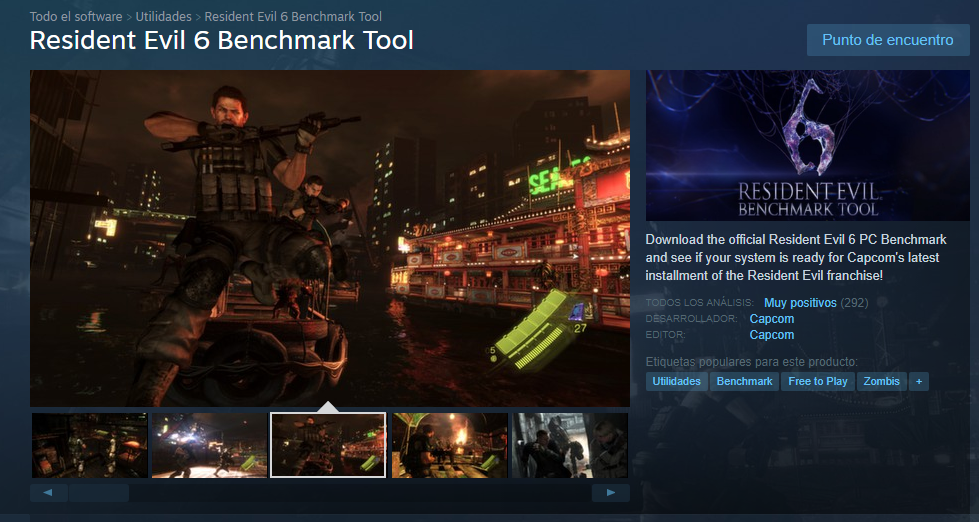 Todo el software > Utilidades > Resident Evil 6 Benchmark Tool
Resident Evil 6 Benchmark Tool
Punto de encuentro
SE
27
5
RESIDENT EVIL
BENCHMARK TOOL
Download the official Resident Evil 6 PC Benchmark
and see if your system is ready for Capcom's latest
installment of the Resident Evil franchise!
TODOS LOS ANÁLISIS: Muy positivos (292)
DESARROLLADOR: Capcom
EDITOR: Capcom
Etiquetas populares para este producto:
Utilidades Benchmark Free to Play Zombis +